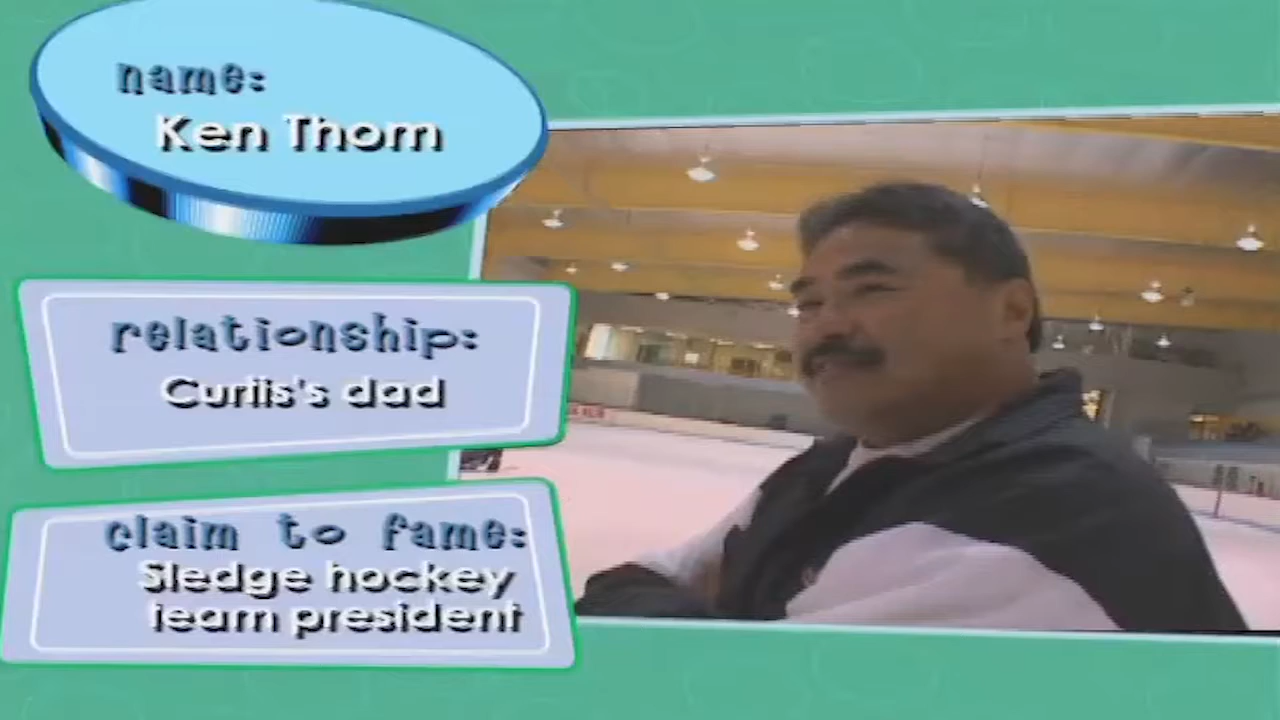 name:
Ken Thom
relationship:
Curtis's dad
claim to fame:
Sledge hockey
team president